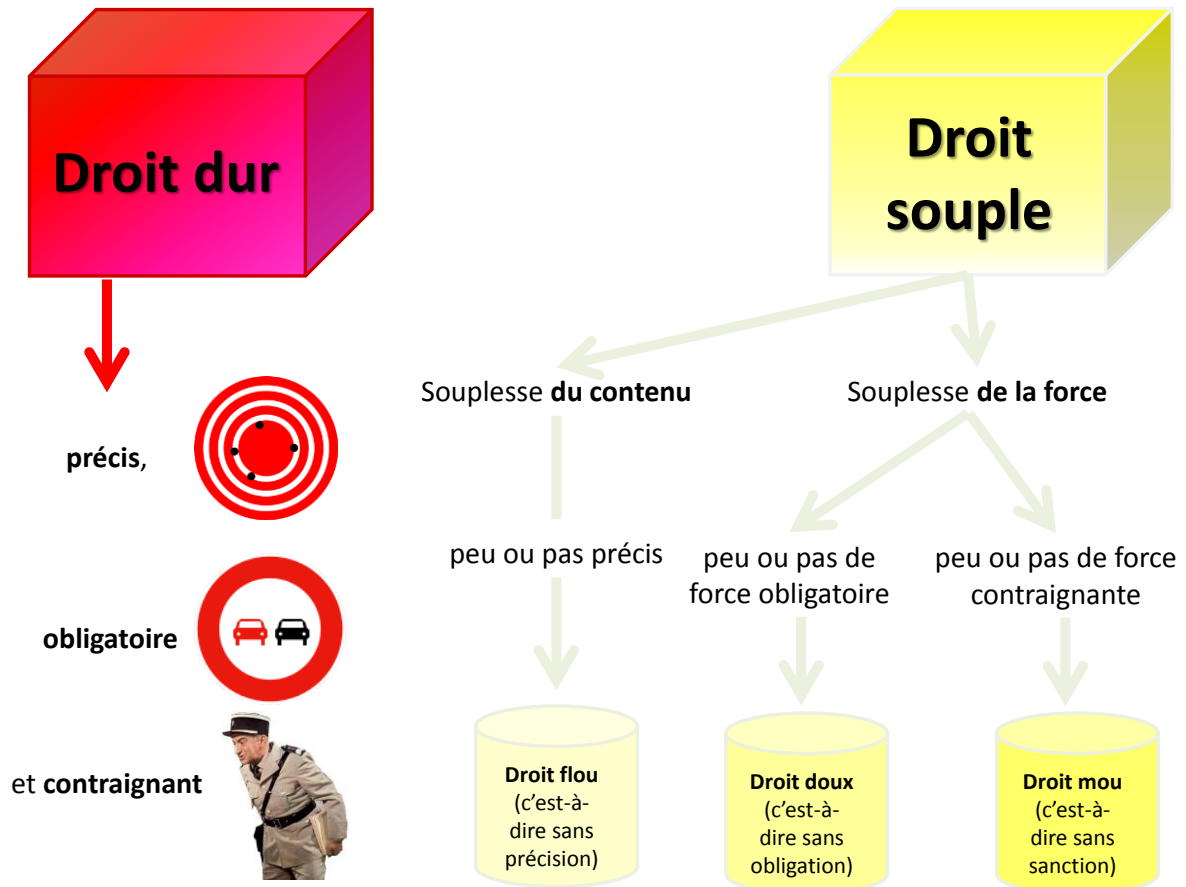 Droit dur
Droit
souple
précis,
obligatoire
et contraignant
Souplesse du contenu
Souplesse de la force
peu ou pas précis
peu ou pas de
force obligatoire
peu ou pas de force
contraignante
Droit flou
(c'est-à-
dire sans
précision)
Droit doux
(c'est-à-
dire sans
obligation)
Droit mou
(c'est-à-
dire sans
sanction)